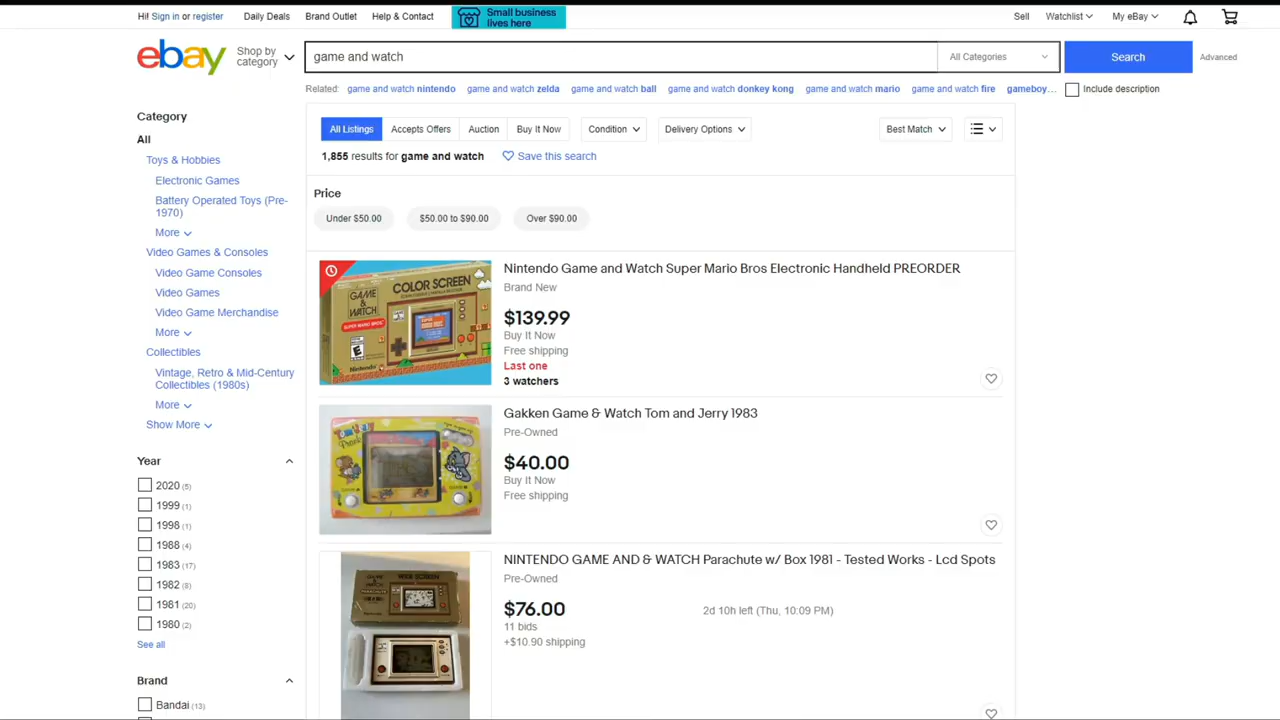 Hi! Sign in or register
Daily Deals
Brand Outlet
Help & Contact
Small business
lives here
Sell
Watchlist
My eBay
ebay
Shop by
category
game and watch
All Categories
Search
Advanced
Related:
game and watch nintendo
game and watch zelda
game and watch ball
game and watch donkey kong
game and watch mario
game and watch fire
gameboy...
Include description
Category
All
Toys & Hobbies
Electronic Games
Battery Operated Toys (Pre-
1970)
More
Video Games & Consoles
Video Game Consoles
Video Games
Video Game Merchandise
More
Collectibles
Vintage, Retro & Mid-Century
Collectibles (1980s)
More
Show More
Year
2020 (5)
1999 (1)
1998 (1)
1988 (4)
1983 (17)
1982 (8)
1981 (20)
1980 (2)
See all
Brand
Bandai (13)
All Listings
Accepts Offers
Auction
Buy It Now
Condition
Delivery Options
Best Match
1,855 results for game and watch
Save this search
Price
Under $50.00
$50.00 to $90.00
Over $90.00
GAME
&
WATCH
COLOR SCREEN
SUPER MARIO BROS.
E
Nintendo
Nintendo Game and Watch Super Mario Bros Electronic Handheld PREORDER
Brand New
$139.99
Buy It Now
Free shipping
Last one
3 watchers
Gakken Game & Watch Tom and Jerry 1983
Pre-Owned
$40.00
Buy It Now
Free shipping
GAME &
WATCH
WIDE SCREEN
PARACHUTE
NINTENDO GAME AND & WATCH Parachute w/ Box 1981 - Tested Works - Lcd Spots
Pre-Owned
$76.00
2d 10h left (Thu, 10:09 PM)
11 bids
+$10.90 shipping